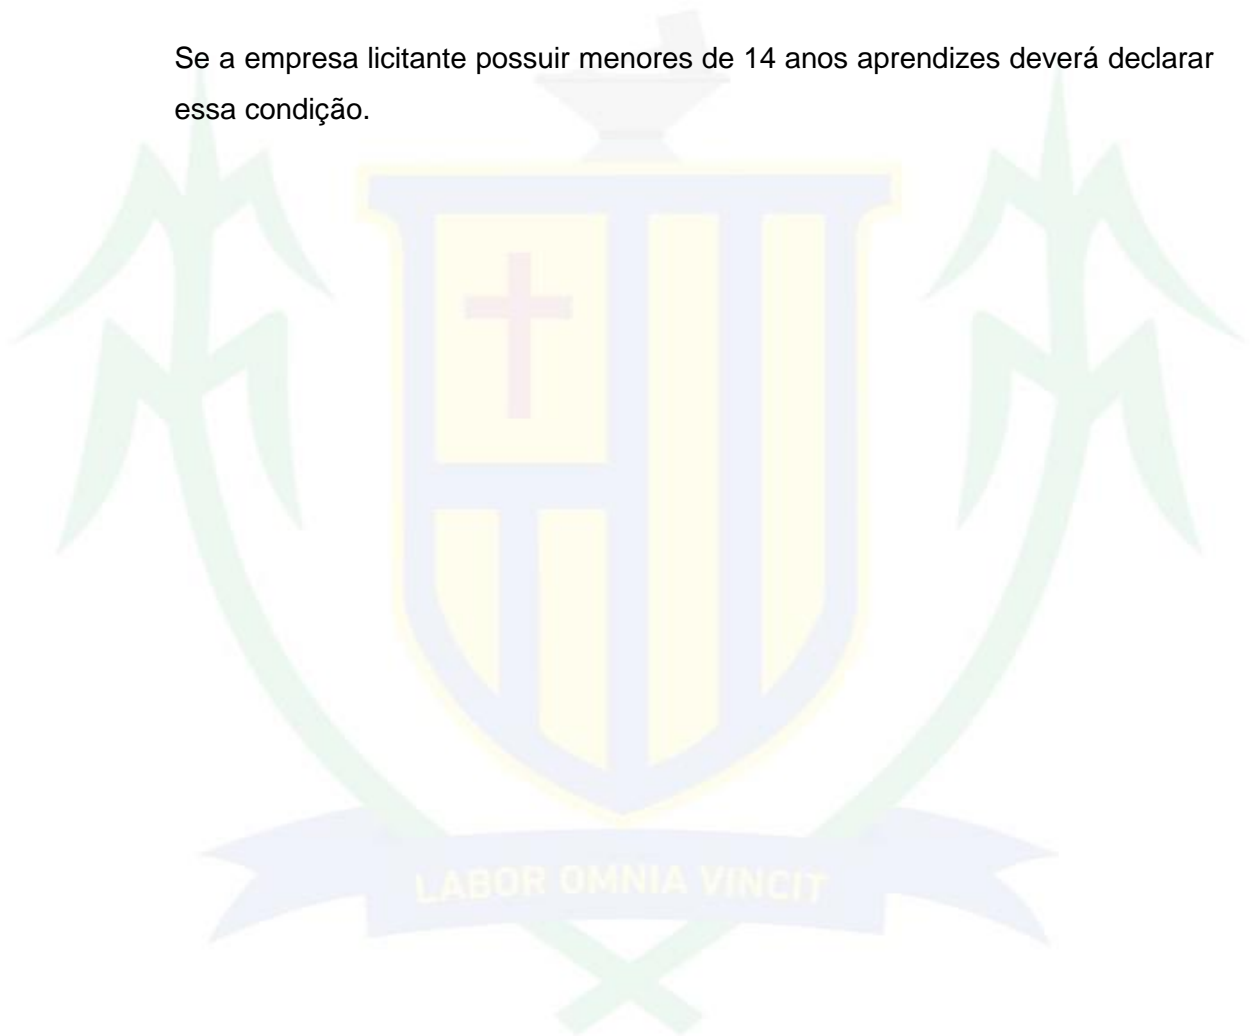 Se a empresa licitante possuir menores de 14 anos aprendizes deverá declarar
essa condição.
LABOR OMNIA VINCIT